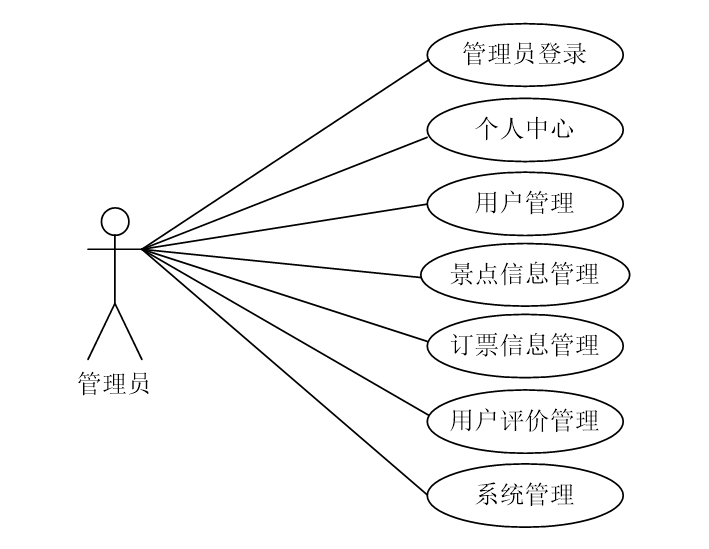 管理员登录
个人中心
用户管理
景点信息管理
订票信息管理
用户评价管理
系统管理
管理员